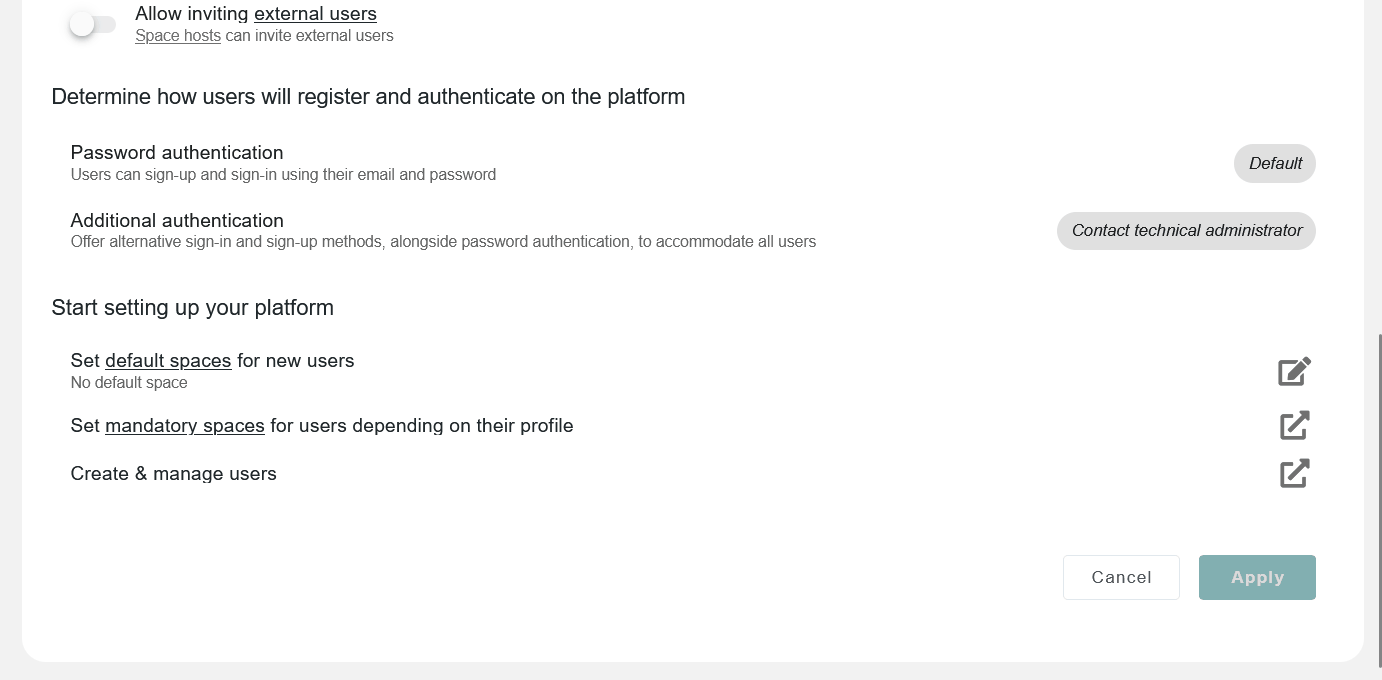 Allow inviting external users
Space hosts can invite external users
Determine how users will register and authenticate on the platform
Password authentication
Users can sign-up and sign-in using their email and password
Default
Additional authentication
Offer alternative sign-in and sign-up methods, alongside password authentication, to accommodate all users
Contact technical administrator
Start setting up your platform
Set default spaces for new users
No default space
Set mandatory spaces for users depending on their profile
Create & manage users
Cancel
Apply